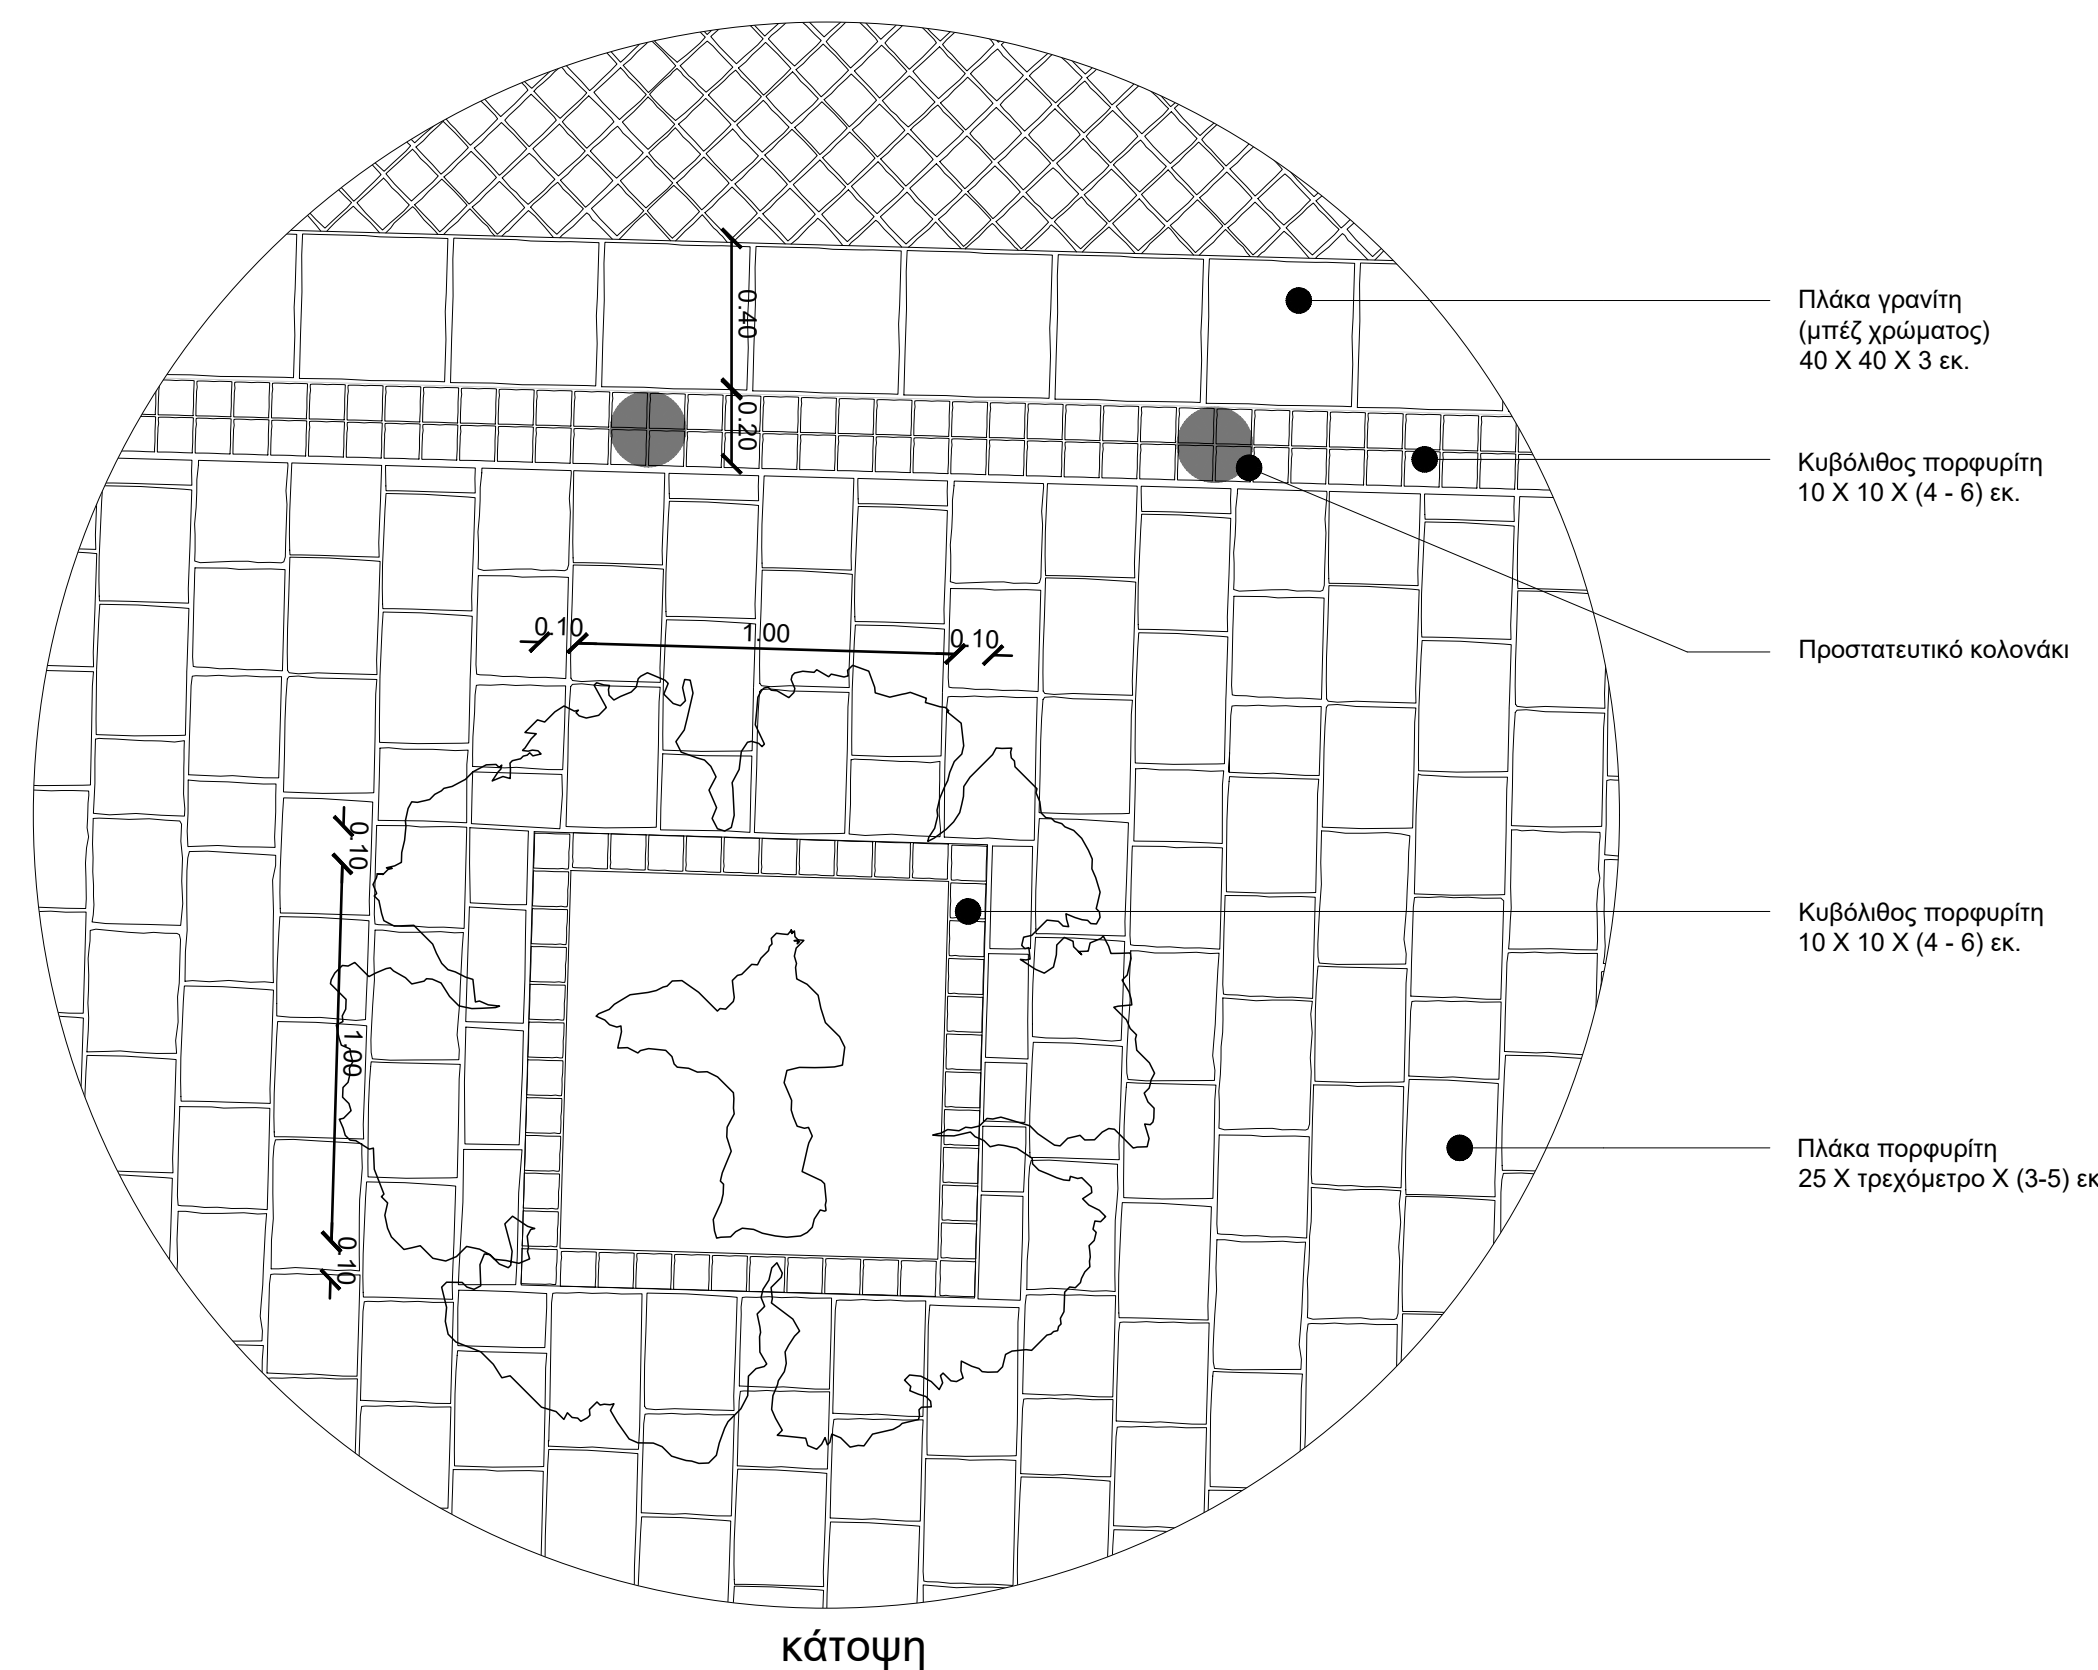 0.40
0.20
Πλάκα γρανίτη
(μπέζ χρώματος)
40 X 40 X 3 εκ.
Κυβόλιθος πορφυρίτη
10 X 10 X (4 - 6) εκ.
0.10
1.00
0.10
Προστατευτικό κολονάκι
0.10
1.00
0.10
Κυβόλιθος πορφυρίτη
10 X 10 X (4 - 6) εκ.
Πλάκα πορφυρίτη
25 X τρεχόμετρο X (3-5) εκ
κάτοψη